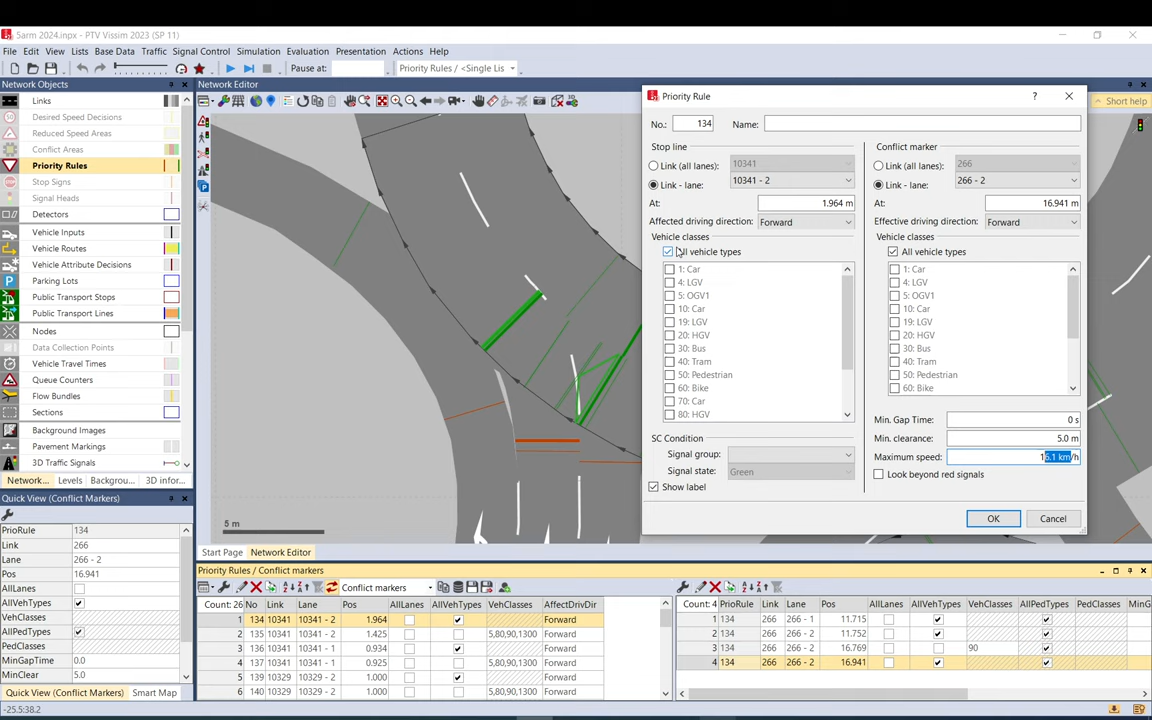 Sarm 2024.inpx - PTV Vissim 2023 (SP 11)
File Edit View Lists Base Data Traffic Signal Control Simulation Evaluation Presentation Actions Help
Pause at: Priority Rules / <Single Lis
Network Objects
Links
Desired Speed Decisions
Reduced Speed Areas
Conflict Areas
Priority Rules
Stop Signs
Signal Heads
Detectors
Vehicle Inputs
Vehicle Routes
Vehicle Attribute Decisions
Parking Lots
Public Transport Stops
Public Transport Lines
Nodes
Data Collection Points
Vehicle Travel Times
Queue Counters
Flow Bundles
Sections
Background Images
Pavement Markings
3D Traffic Signals
Network... Levels Backgrou... 3D infor...
Quick View (Conflict Markers)
PrioRule 134
Link 266
Lane 266 - 2
Pos 16.941
AllLanes
AllVehTypes
VehClasses
AllPedTypes
PedClasses
MinGapTime 0.0
MinClear 5.0
Quick View (Conflict Markers) Smart Map
-25.5:38.2
Network Editor
Short help
5 m
Start Page Network Editor
Priority Rule
?
No.: 134 Name:
Stop line
Link (all lanes): 10341
Link - lane: 10341 - 2
At: 1.964 m
Affected driving direction: Forward
Vehicle classes
ll vehicle types
1: Car
4: LGV
5: OGV1
10: Car
19: LGV
20: HGV
30: Bus
40: Tram
50: Pedestrian
60: Bike
70: Car
80: HGV
SC Condition
Signal group:
Signal state: Green
Show label
Conflict marker
Link (all lanes): 266
Link - lane: 266 - 2
At: 16.941 m
Effective driving direction: Forward
Vehicle classes
All vehicle types
1: Car
4: LGV
5: OGV1
10: Car
19: LGV
20: HGV
30: Bus
40: Tram
50: Pedestrian
60: Bike
Min. Gap Time: 0 s
Min. clearance: 5.0 m
Maximum speed: 16.1 km/h
Look beyond red signals
OK Cancel
Priority Rules / Conflict markers
Conflict markers
Count: 26 No Link Lane Pos AllLanes AllVehTypes VehClasses AffectDrivDir
1 134 10341 10341 - 2 1.964 Forward
2 135 10341 10341 - 2 1.425 5,80,90,1300 Forward
3 136 10341 10341 - 1 0.934 Forward
4 137 10341 10341 - 1 0.925 5,80,90,1300 Forward
5 139 10329 10329 - 2 1.000 Forward
6 140 10329 10329 - 2 1.000 5,80,90,1300 Forward
Count: 4 PrioRule Link Lane Pos AllLanes AllVehTypes VehClasses AllPedTypes PedClasses MinG
1 134 266 266 - 1 11.715
2 134 266 266 - 1 11.752
3 134 266 266 - 2 16.769 90
4 134 266 266 - 2 16.941